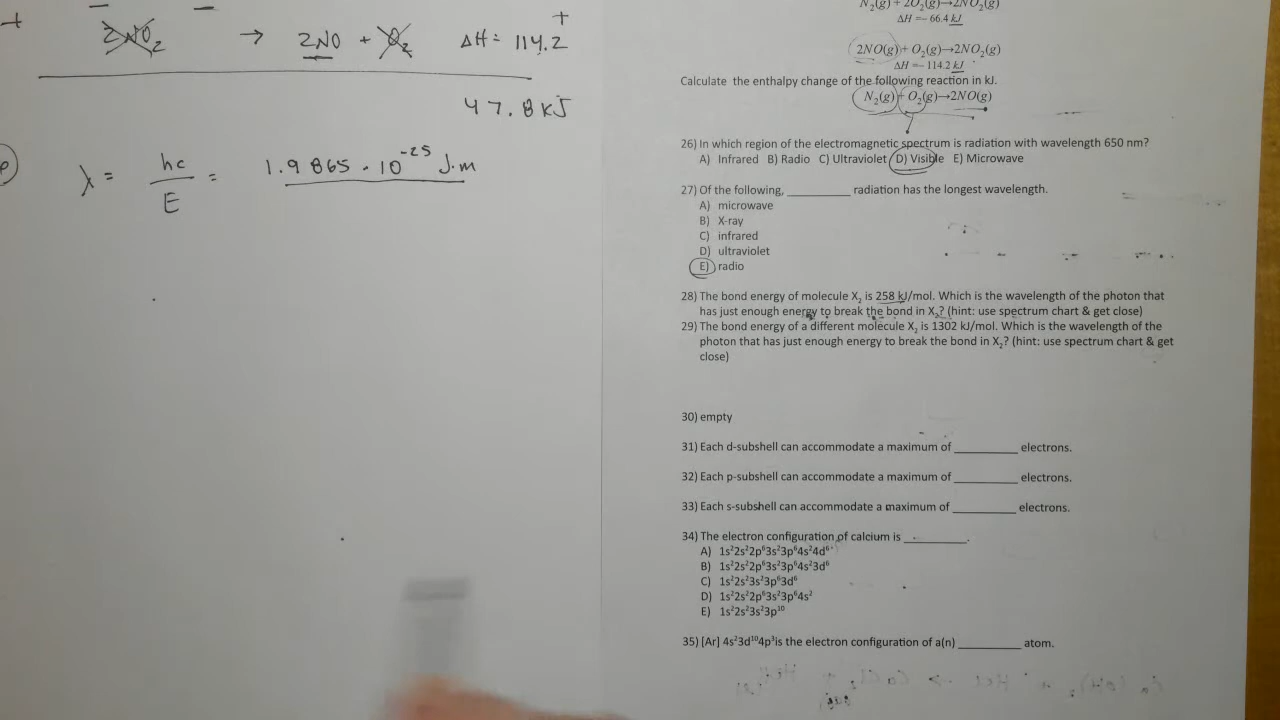 2NO₂ → 2NO + O₂ ΔH = 114.2
47.8 kJ
λ = hc/E = 1.9865 · 10⁻²⁵ J·m
N₂(g) + 2O₂(g)→2NO₂(g)
ΔH =– 66.4 kJ
2NO(g) + O₂(g)→2NO₂(g)
ΔH =– 114.2 kJ
Calculate the enthalpy change of the following reaction in kJ.
N₂(g) + O₂(g)→2NO(g)
26) In which region of the electromagnetic spectrum is radiation with wavelength 650 nm?
A) Infrared B) Radio C) Ultraviolet D) Visible E) Microwave
27) Of the following, ________ radiation has the longest wavelength.
A) microwave
B) X-ray
C) infrared
D) ultraviolet
E) radio
28) The bond energy of molecule X₂ is 258 kJ/mol. Which is the wavelength of the photon that
has just enough energy to break the bond in X₂? (hint: use spectrum chart & get close)
29) The bond energy of a different molecule X₂ is 1302 kJ/mol. Which is the wavelength of the
photon that has just enough energy to break the bond in X₂? (hint: use spectrum chart & get
close)
30) empty
31) Each d-subshell can accommodate a maximum of ________ electrons.
32) Each p-subshell can accommodate a maximum of ________ electrons.
33) Each s-subshell can accommodate a maximum of ________ electrons.
34) The electron configuration of calcium is ________.
A) 1s²2s²2p⁶3s²3p⁶4s²4d⁶
B) 1s²2s²2p⁶3s²3p⁶4s²3d⁶
C) 1s²2s²3s²3p⁶3d⁶
D) 1s²2s²2p⁶3s²3p⁶4s²
E) 1s²2s²3s²3p¹⁰
35) [Ar] 4s²3d¹⁰4p³is the electron configuration of a(n) ________ atom.